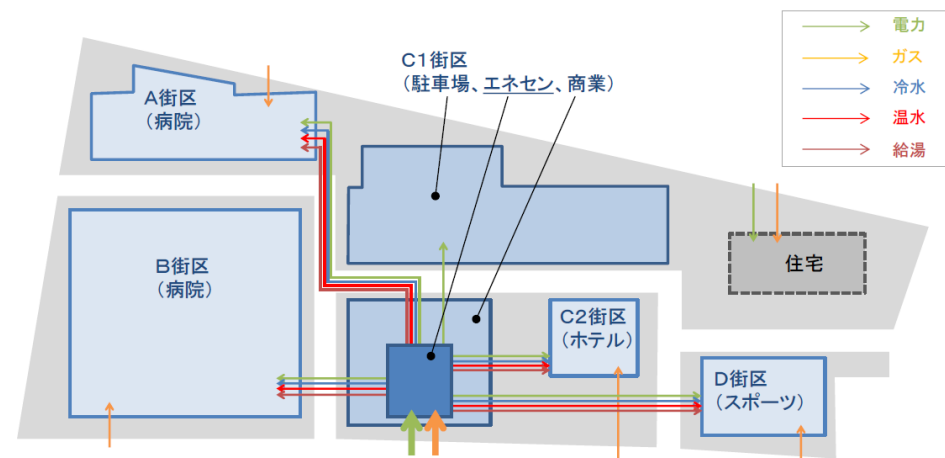 電力
ガス
冷水
温水
給湯
C1街区
(駐車場、エネセン、商業)
A街区
(病院)
B街区
(病院)
住宅
C2街区
(ホテル)
D街区
(スポーツ)